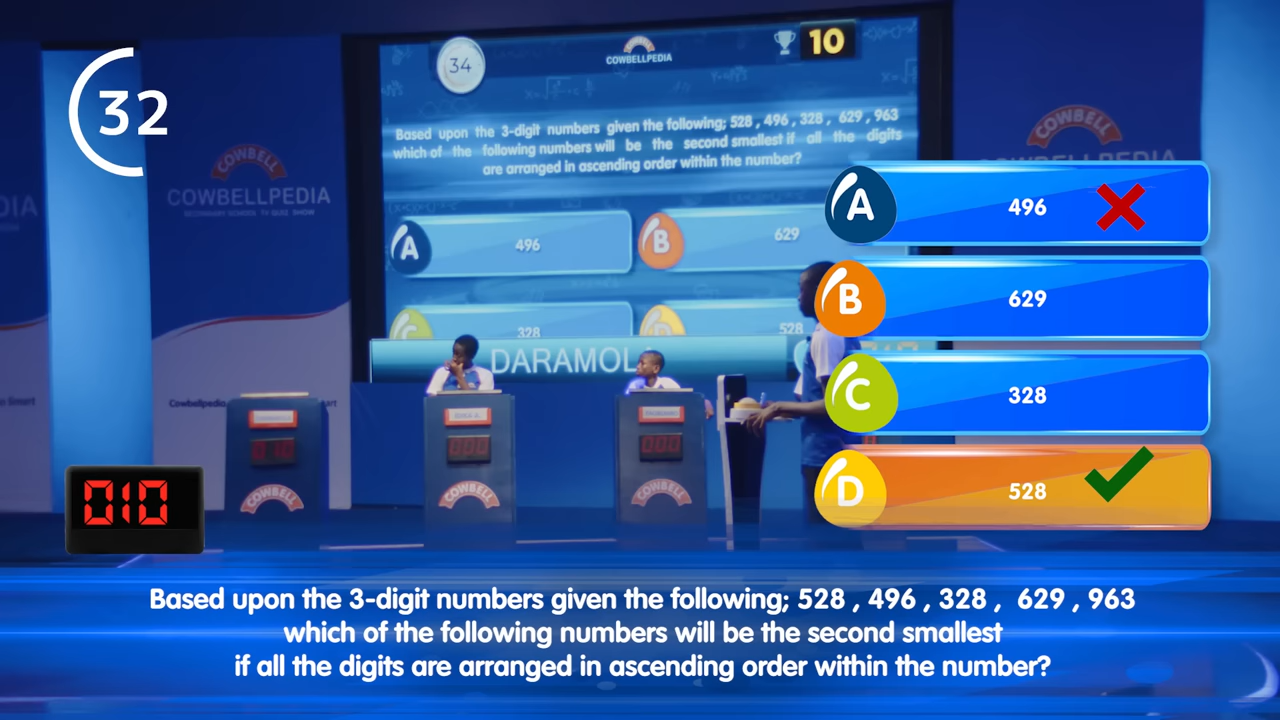 32
34
COWBELLPEDIA
10
Based upon the 3-digit numbers given the following; 528 , 496 , 328 , 629 , 963
which of the following numbers will be the second smallest if all the digits
are arranged in ascending order within the number?
A 496
B 629
C 328
D 528
COWBELL
COWBELLPEDIA
SECONDARY SCHOOL TV QUIZ SHOW
DIA
COWBELL
COWBELLPEDIA
A 496 B 629
C 328 D 528
DARAMOL
Cowbellpedia
COWBELL
COWBELL
COWBELL
000
000
010
Based upon the 3-digit numbers given the following; 528 , 496 , 328 , 629 , 963
which of the following numbers will be the second smallest
if all the digits are arranged in ascending order within the number?